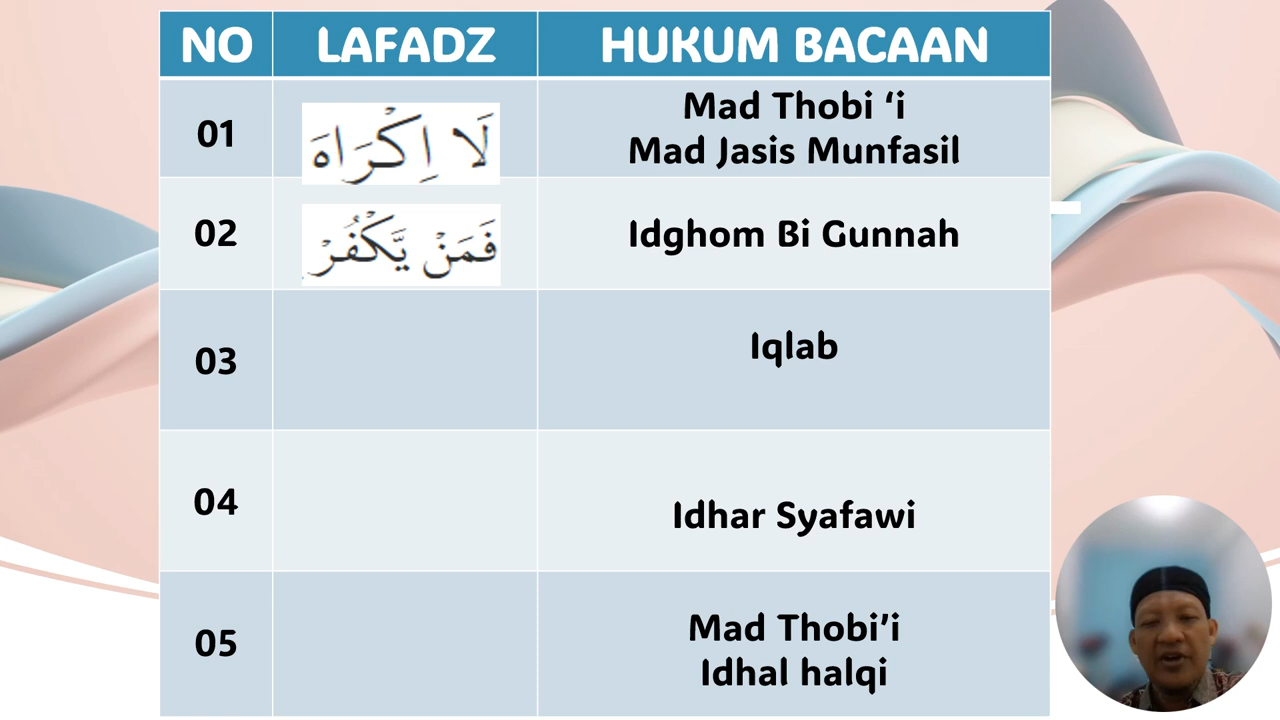 NO LAFADZ HUKUM BACAAN
01 لَا اِكْرَاهَ Mad Thobi ‘i
Mad Jasis Munfasil
02 فَمَنْ يَّكْفُرْ Idghom Bi Gunnah
03 Iqlab
04 Idhar Syafawi
05 Mad Thobi’i
Idhal halqi